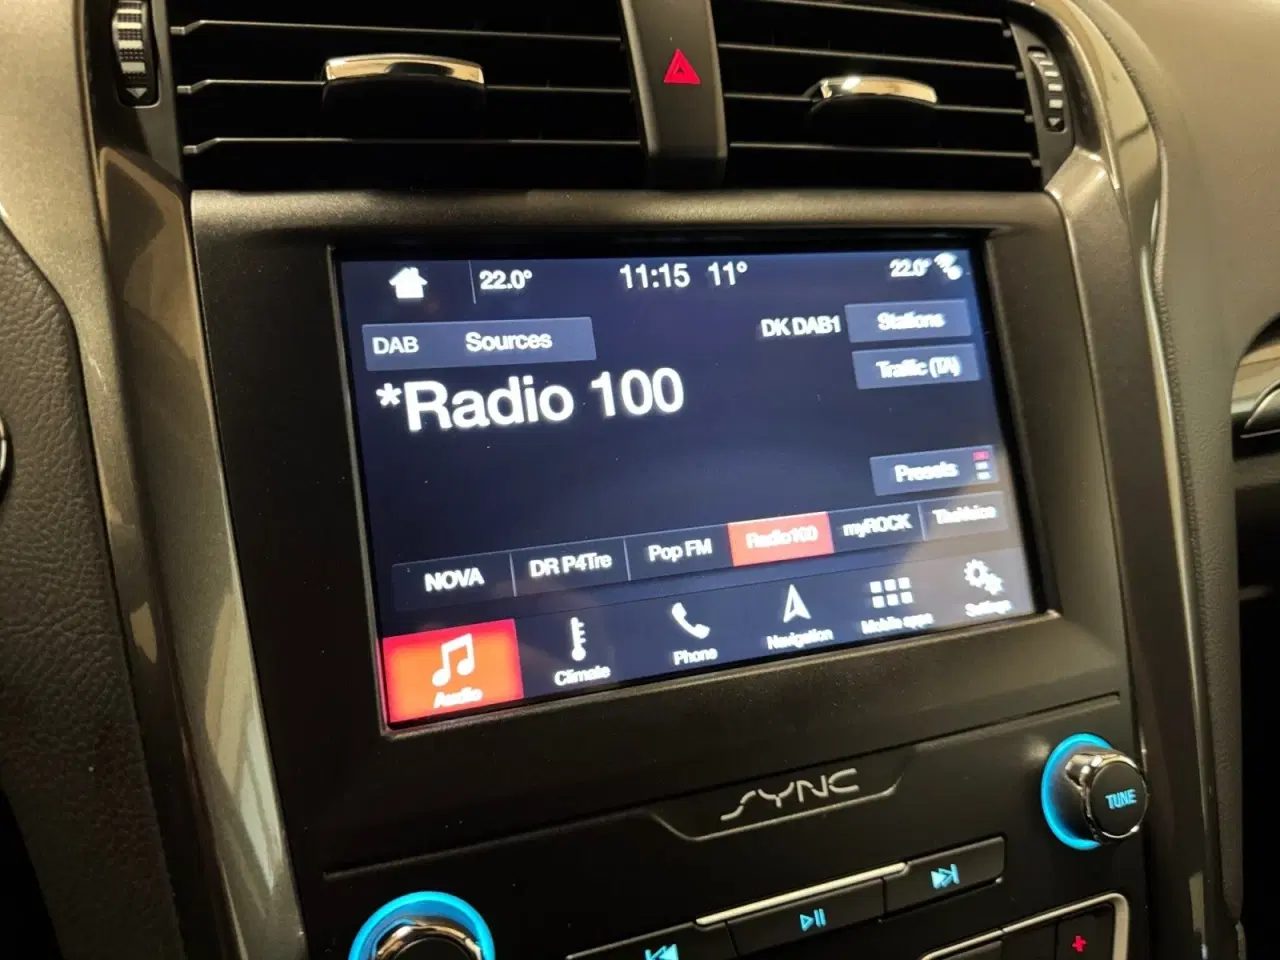 22.0° 11:15 11° 22.0°
DAB Sources DK DAB1 Stations
Traffic (TA)
*Radio 100
Presets
NOVA DR P4Tre Pop FM Radio100 myROCK TheVoice
Audio Climate Phone Navigation Mobile apps Settings
SYNC
TUNE